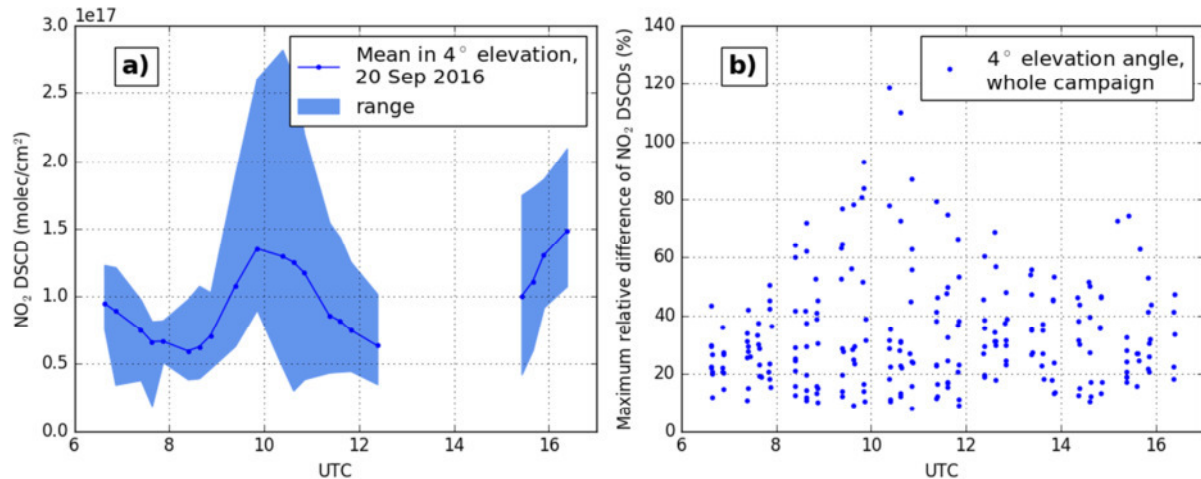 1e17
3.0
2.5
2.0
1.5
1.0
0.5
0.0
NO₂ DSCD (molec/cm²)
a)
Mean in 4° elevation,
20 Sep 2016
range
6 8 10 12 14 16
UTC
140
120
100
80
60
40
20
0
Maximum relative difference of NO₂ DSCDs (%)
b)
4° elevation angle,
whole campaign
6 8 10 12 14 16
UTC